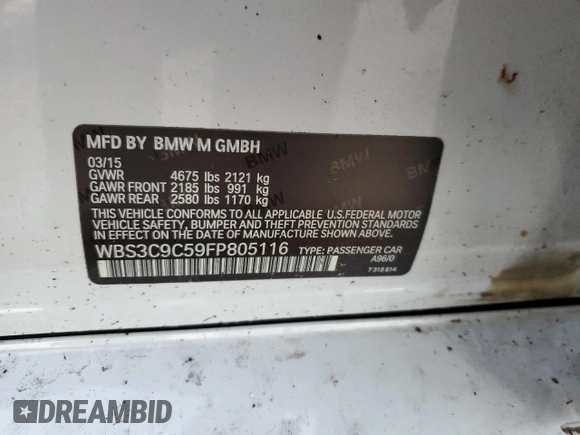 MFD BY BMW M GMBH
03/15
GVWR 4675 lbs 2121 kg
GAWR FRONT 2185 lbs 991 kg
GAWR REAR 2580 lbs 1170 kg
THIS VEHICLE CONFORMS TO ALL APPLICABLE U.S.FEDERAL MOTOR
VEHICLE SAFETY, BUMPER AND THEFT PREVENTION STANDARDS
IN EFFECT ON THE DATE OF MANUFACTURE SHOWN ABOVE.
WBS3C9C59FP805116 TYPE: PASSENGER CAR
A96/0
7 313 614
DREAMBID